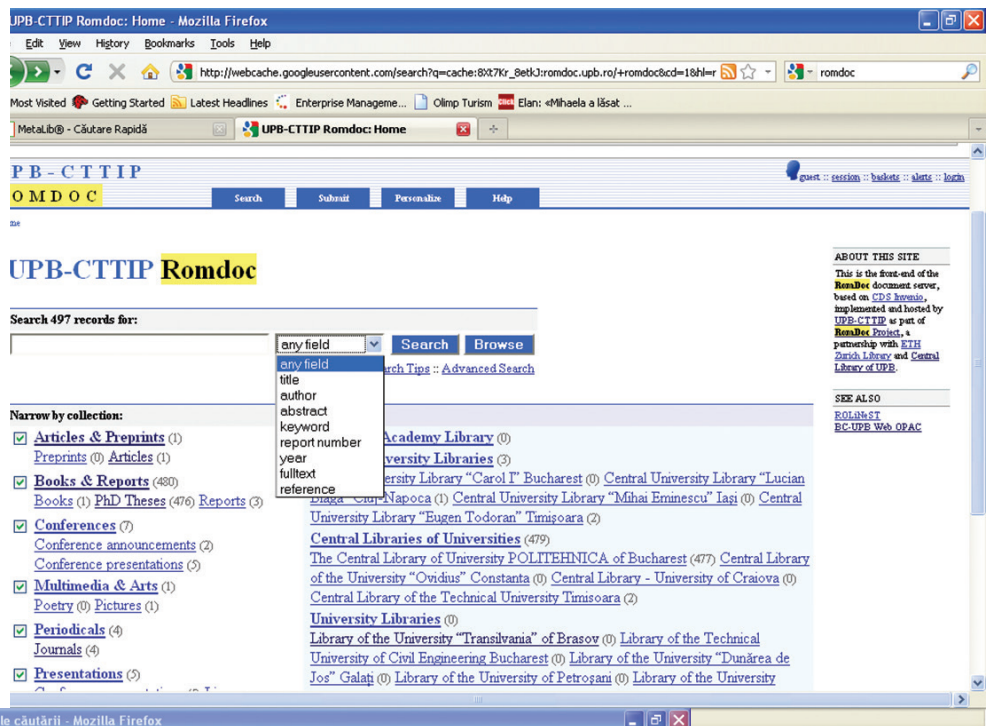 UPB-CTTIP Romdoc: Home - Mozilla Firefox
Edit View History Bookmarks Tools Help
http://webcache.googleusercontent.com/search?q=cache:8Xt7Kr_8etkJ:romdoc.upb.ro/+romdoc&cd=1&hl=r romdoc
Most Visited Getting Started Latest Headlines Enterprise Manageme... Olimp Turism Click Elan: «Mihaela a lăsat ...
MetaLib® - Căutare Rapidă UPB-CTTIP Romdoc: Home
PB-CTTIP
guest :: session :: baskets :: alerts :: login
OMDOC Search Submit Personalize Help
me
UPB-CTTIP Romdoc
Search 497 records for:
any field Search Browse
any field
title
author
abstract
keyword
report number
year
fulltext
reference
rch Tips :: Advanced Search
Narrow by collection:
Articles & Preprints (1)
Preprints (0) Articles (1)
Books & Reports (480)
Books (1) PhD Theses (476) Reports (3)
Conferences (7)
Conference announcements (2)
Conference presentations (5)
Multimedia & Arts (1)
Poetry (0) Pictures (1)
Periodicals (4)
Journals (4)
Presentations (5)
Academy Library (0)
versity Libraries (3)
ersity Library "Carol I" Bucharest (0) Central University Library "Lucian
Blaga" Cluj-Napoca (1) Central University Library "Mihai Eminescu" Iaşi (0) Central
University Library "Eugen Todoran" Timişoara (2)
Central Libraries of Universities (479)
The Central Library of University POLITEHNICA of Bucharest (477) Central Library
of the University "Ovidius" Constanta (0) Central Library - University of Craiova (0)
Central Library of the Technical University Timisoara (2)
University Libraries (0)
Library of the University "Transilvania" of Brasov (0) Library of the Technical
University of Civil Engineering Bucharest (0) Library of the University "Dunărea de
Jos" Galaţi (0) Library of the University of Petroşani (0) Library of the University
ABOUT THIS SITE
This is the front-end of the
RomDoc document server,
based on CDS Invenio,
implemented and hosted by
UPB-CTTIP as part of
RomDoc Project, a
partnership with ETH
Zurich Library and Central
Library of UPB.
SEE ALSO
ROLiNeST
BC-UPB Web OPAC
le căutării - Mozilla Firefox